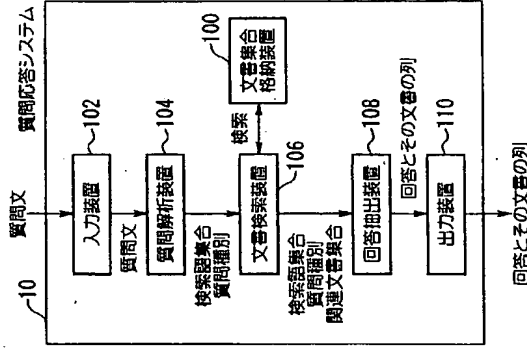 質問応答システム
10
質問文
入力装置
102
質問文
質問解析装置
104
検索語集合
質問種別
文書検索装置
106
検索
文書集合
格納装置
100
検索語集合
質問種別
関連文書集合
回答抽出装置
108
回答とその文書の列
出力装置
110
回答とその文書の列